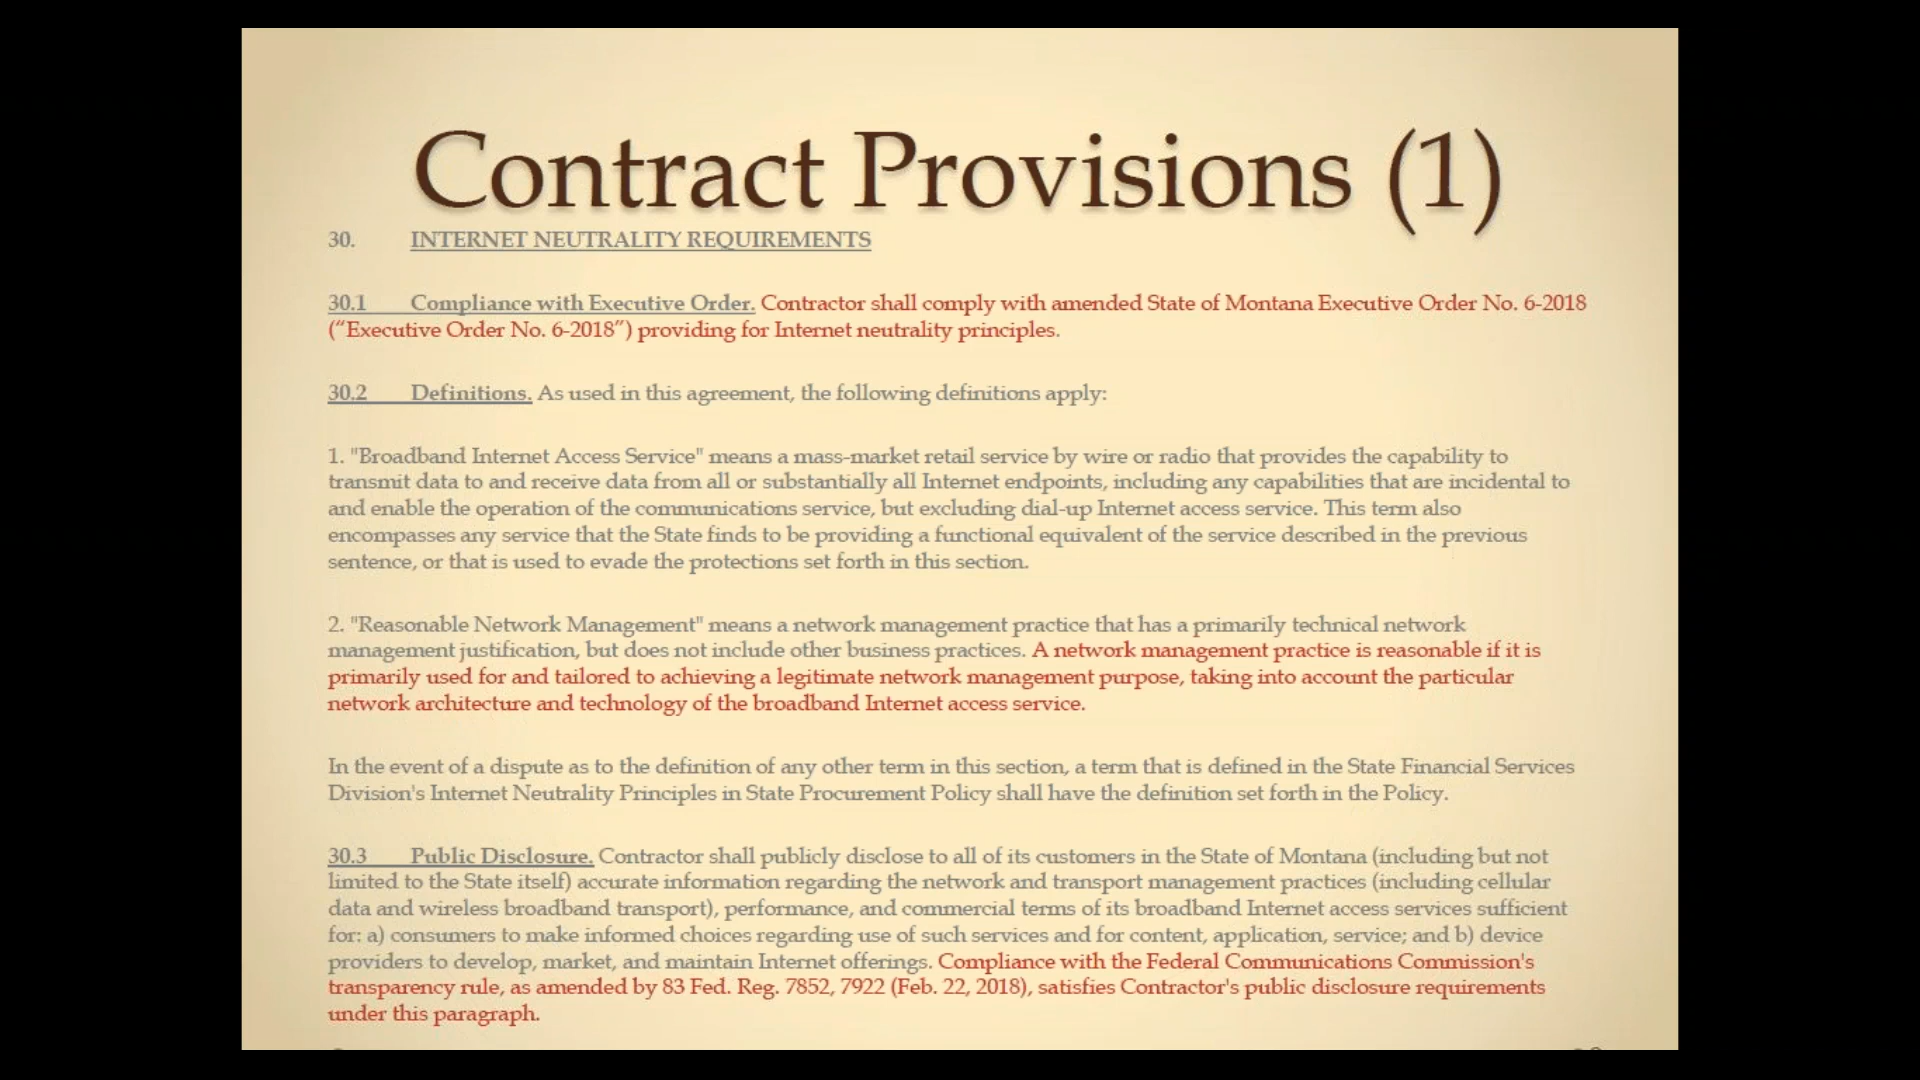 Contract Provisions (1)
30. INTERNET NEUTRALITY REQUIREMENTS
30.1 Compliance with Executive Order. Contractor shall comply with amended State of Montana Executive Order No. 6-2018
(“Executive Order No. 6-2018”) providing for Internet neutrality principles.
30.2 Definitions. As used in this agreement, the following definitions apply:
1. "Broadband Internet Access Service" means a mass-market retail service by wire or radio that provides the capability to
transmit data to and receive data from all or substantially all Internet endpoints, including any capabilities that are incidental to
and enable the operation of the communications service, but excluding dial-up Internet access service. This term also
encompasses any service that the State finds to be providing a functional equivalent of the service described in the previous
sentence, or that is used to evade the protections set forth in this section.
2. "Reasonable Network Management" means a network management practice that has a primarily technical network
management justification, but does not include other business practices. A network management practice is reasonable if it is
primarily used for and tailored to achieving a legitimate network management purpose, taking into account the particular
network architecture and technology of the broadband Internet access service.
In the event of a dispute as to the definition of any other term in this section, a term that is defined in the State Financial Services
Division's Internet Neutrality Principles in State Procurement Policy shall have the definition set forth in the Policy.
30.3 Public Disclosure. Contractor shall publicly disclose to all of its customers in the State of Montana (including but not
limited to the State itself) accurate information regarding the network and transport management practices (including cellular
data and wireless broadband transport), performance, and commercial terms of its broadband Internet access services sufficient
for: a) consumers to make informed choices regarding use of such services and for content, application, service; and b) device
providers to develop, market, and maintain Internet offerings. Compliance with the Federal Communications Commission's
transparency rule, as amended by 83 Fed. Reg. 7852, 7922 (Feb. 22, 2018), satisfies Contractor's public disclosure requirements
under this paragraph.